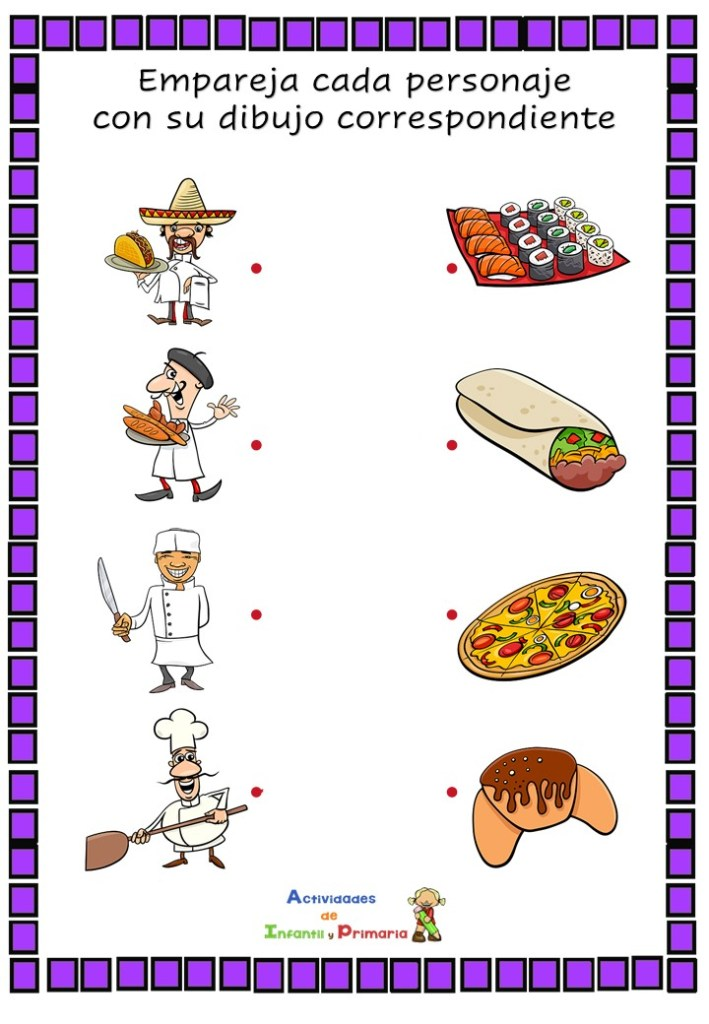 Empareja cada personaje
con su dibujo correspondiente
Actividades
de
Infantil y Primaria